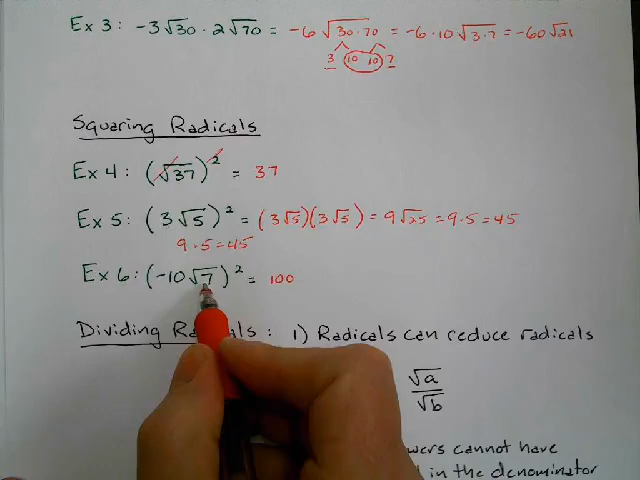 Ex 3: -3√30 · 2√70 = -6√30·70 = -6·10√3·7 = -60√21
3 10 10 7
Squaring Radicals
Ex 4: (√37)² = 37
Ex 5: (3√5)² = (3√5)(3√5) = 9√25 = 9·5 = 45
9·5=45
Ex 6: (-10√7)² = 100
Dividing Radicals: 1) Radicals can reduce radicals
√a
√b
cannot have
in the denominator